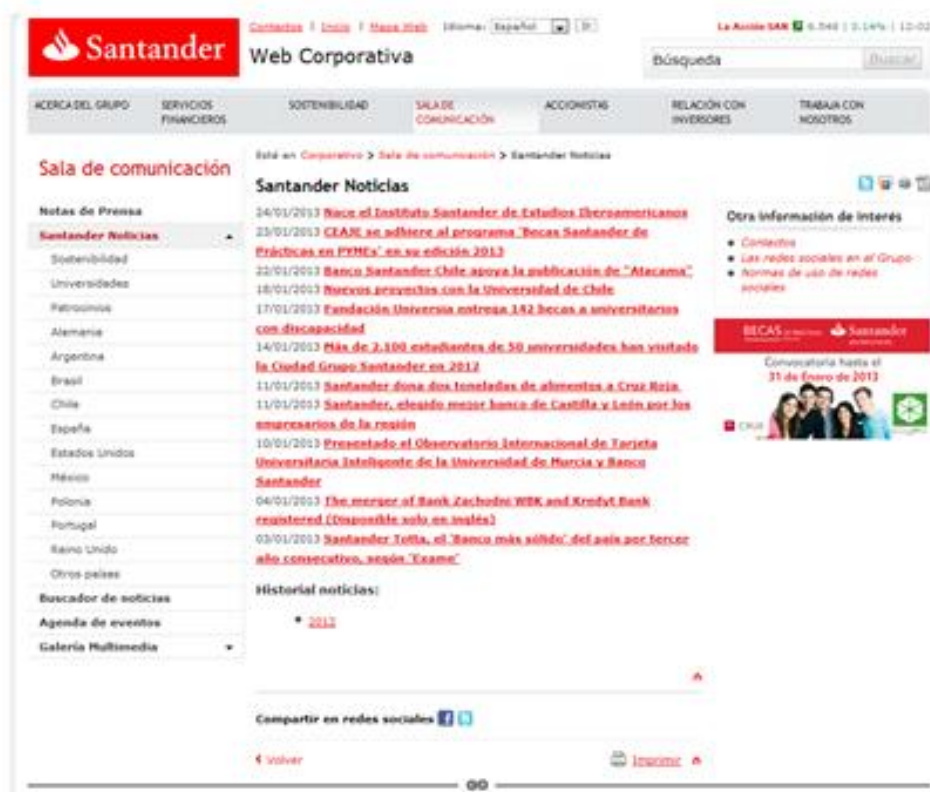 Santander
Contactos | Inicio | Mapa Web Idioma: Español Ir
La Acción SAN
Web Corporativa
Búsqueda Buscar
ACERCA DEL GRUPO
SERVICIOS FINANCIEROS
SOSTENIBILIDAD
SALA DE COMUNICACIÓN
ACCIONISTAS
RELACIÓN CON INVERSORES
TRABAJA CON NOSOTROS
Sala de comunicación
Notas de Prensa
Santander Noticias
Sostenibilidad
Universidades
Patrocinios
Alemania
Argentina
Brasil
Chile
España
Estados Unidos
México
Polonia
Portugal
Reino Unido
Otros países
Buscador de noticias
Agenda de eventos
Galería Multimedia
Está en Corporativo > Sala de comunicación > Santander Noticias
Santander Noticias
24/01/2013 Nace el Instituto Santander de Estudios Iberoamericanos
23/01/2013 CEAJE se adhiere al programa 'Becas Santander de
Prácticas en PYMEs' en su edición 2013
22/01/2013 Banco Santander Chile apoya la publicación de "Atacama"
18/01/2013 Nuevos proyectos con la Universidad de Chile
17/01/2013 Fundación Universia entrega 142 becas a universitarios
con discapacidad
14/01/2013 Más de 2.100 estudiantes de 50 universidades han visitado
la Ciudad Grupo Santander en 2012
11/01/2013 Santander dona dos toneladas de alimentos a Cruz Roja
11/01/2013 Santander, elegido mejor banco de Castilla y León por los
empresarios de la región
10/01/2013 Presentado el Observatorio Internacional de Tarjeta
Universitaria Inteligente de la Universidad de Murcia y Banco
Santander
04/01/2013 The merger of Bank Zachodni WBK and Kredyt Bank
registered (Disponible solo en inglés)
03/01/2013 Santander Totta, el 'Banco más sólido' del país por tercer
año consecutivo, según 'Exame'
Historial noticias:
2012
Compartir en redes sociales
Volver
Imprimir
Otra información de interés
Contactos
Las redes sociales en el Grupo
Normas de uso de redes
sociales
BECAS Santander
Convocatoria hasta el
31 de Enero de 2013